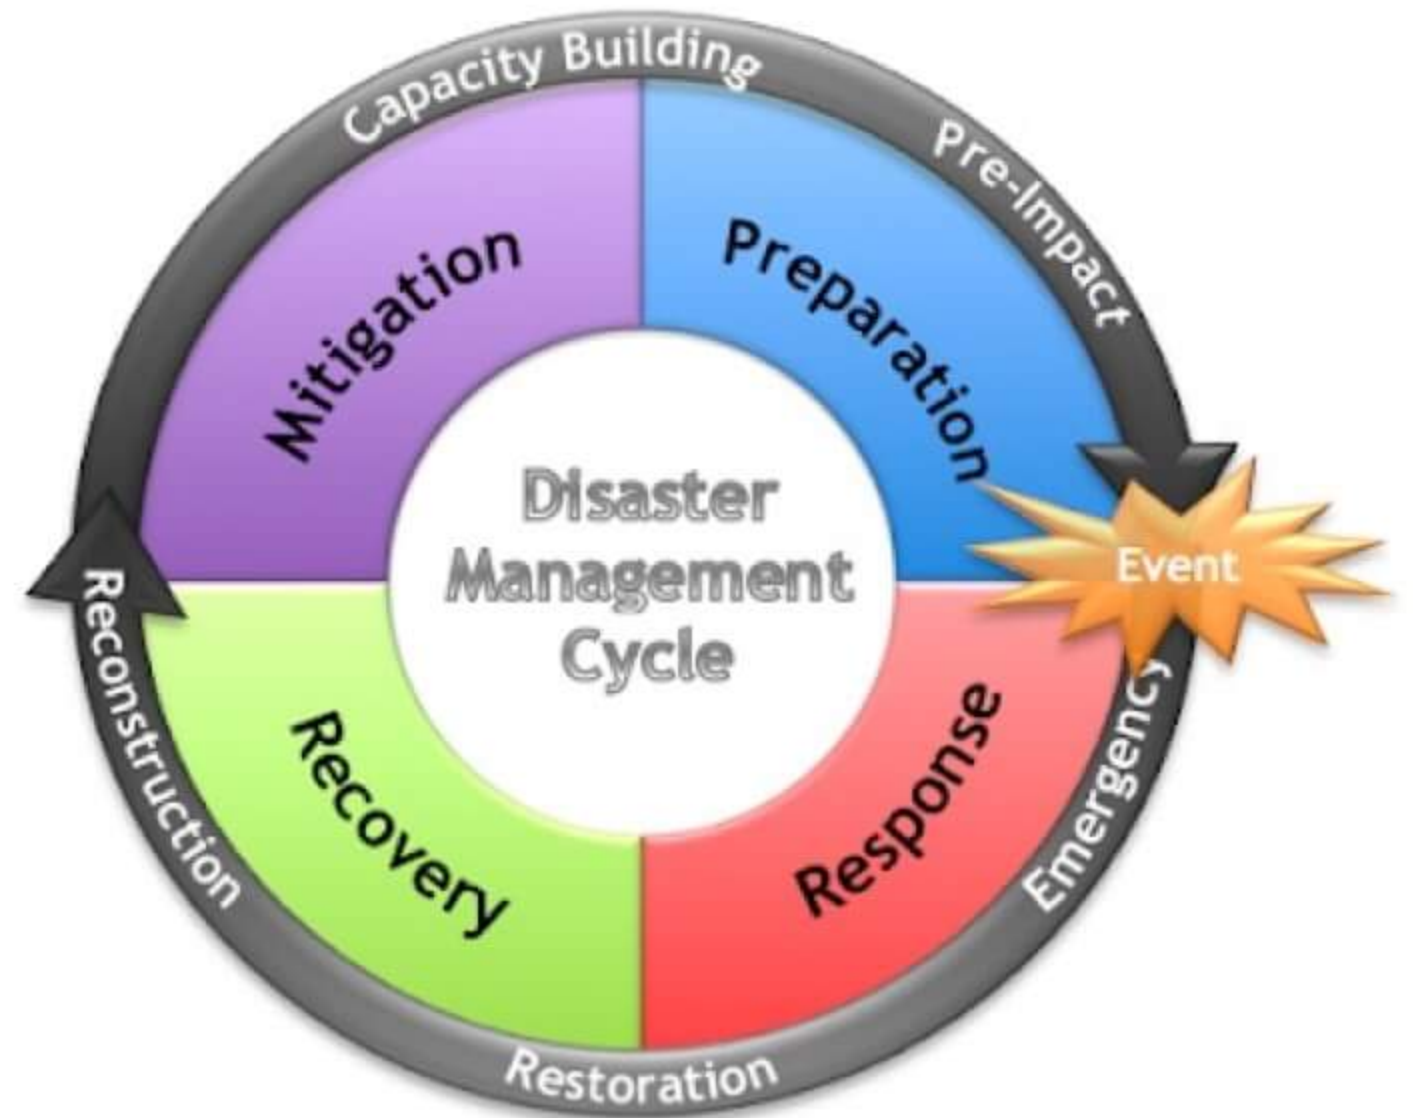 Capacity Building
Pre-Impact
Mitigation
Preparation
Disaster
Management
Cycle
Event
Reconstruction
Recovery
Response
Emergency
Restoration